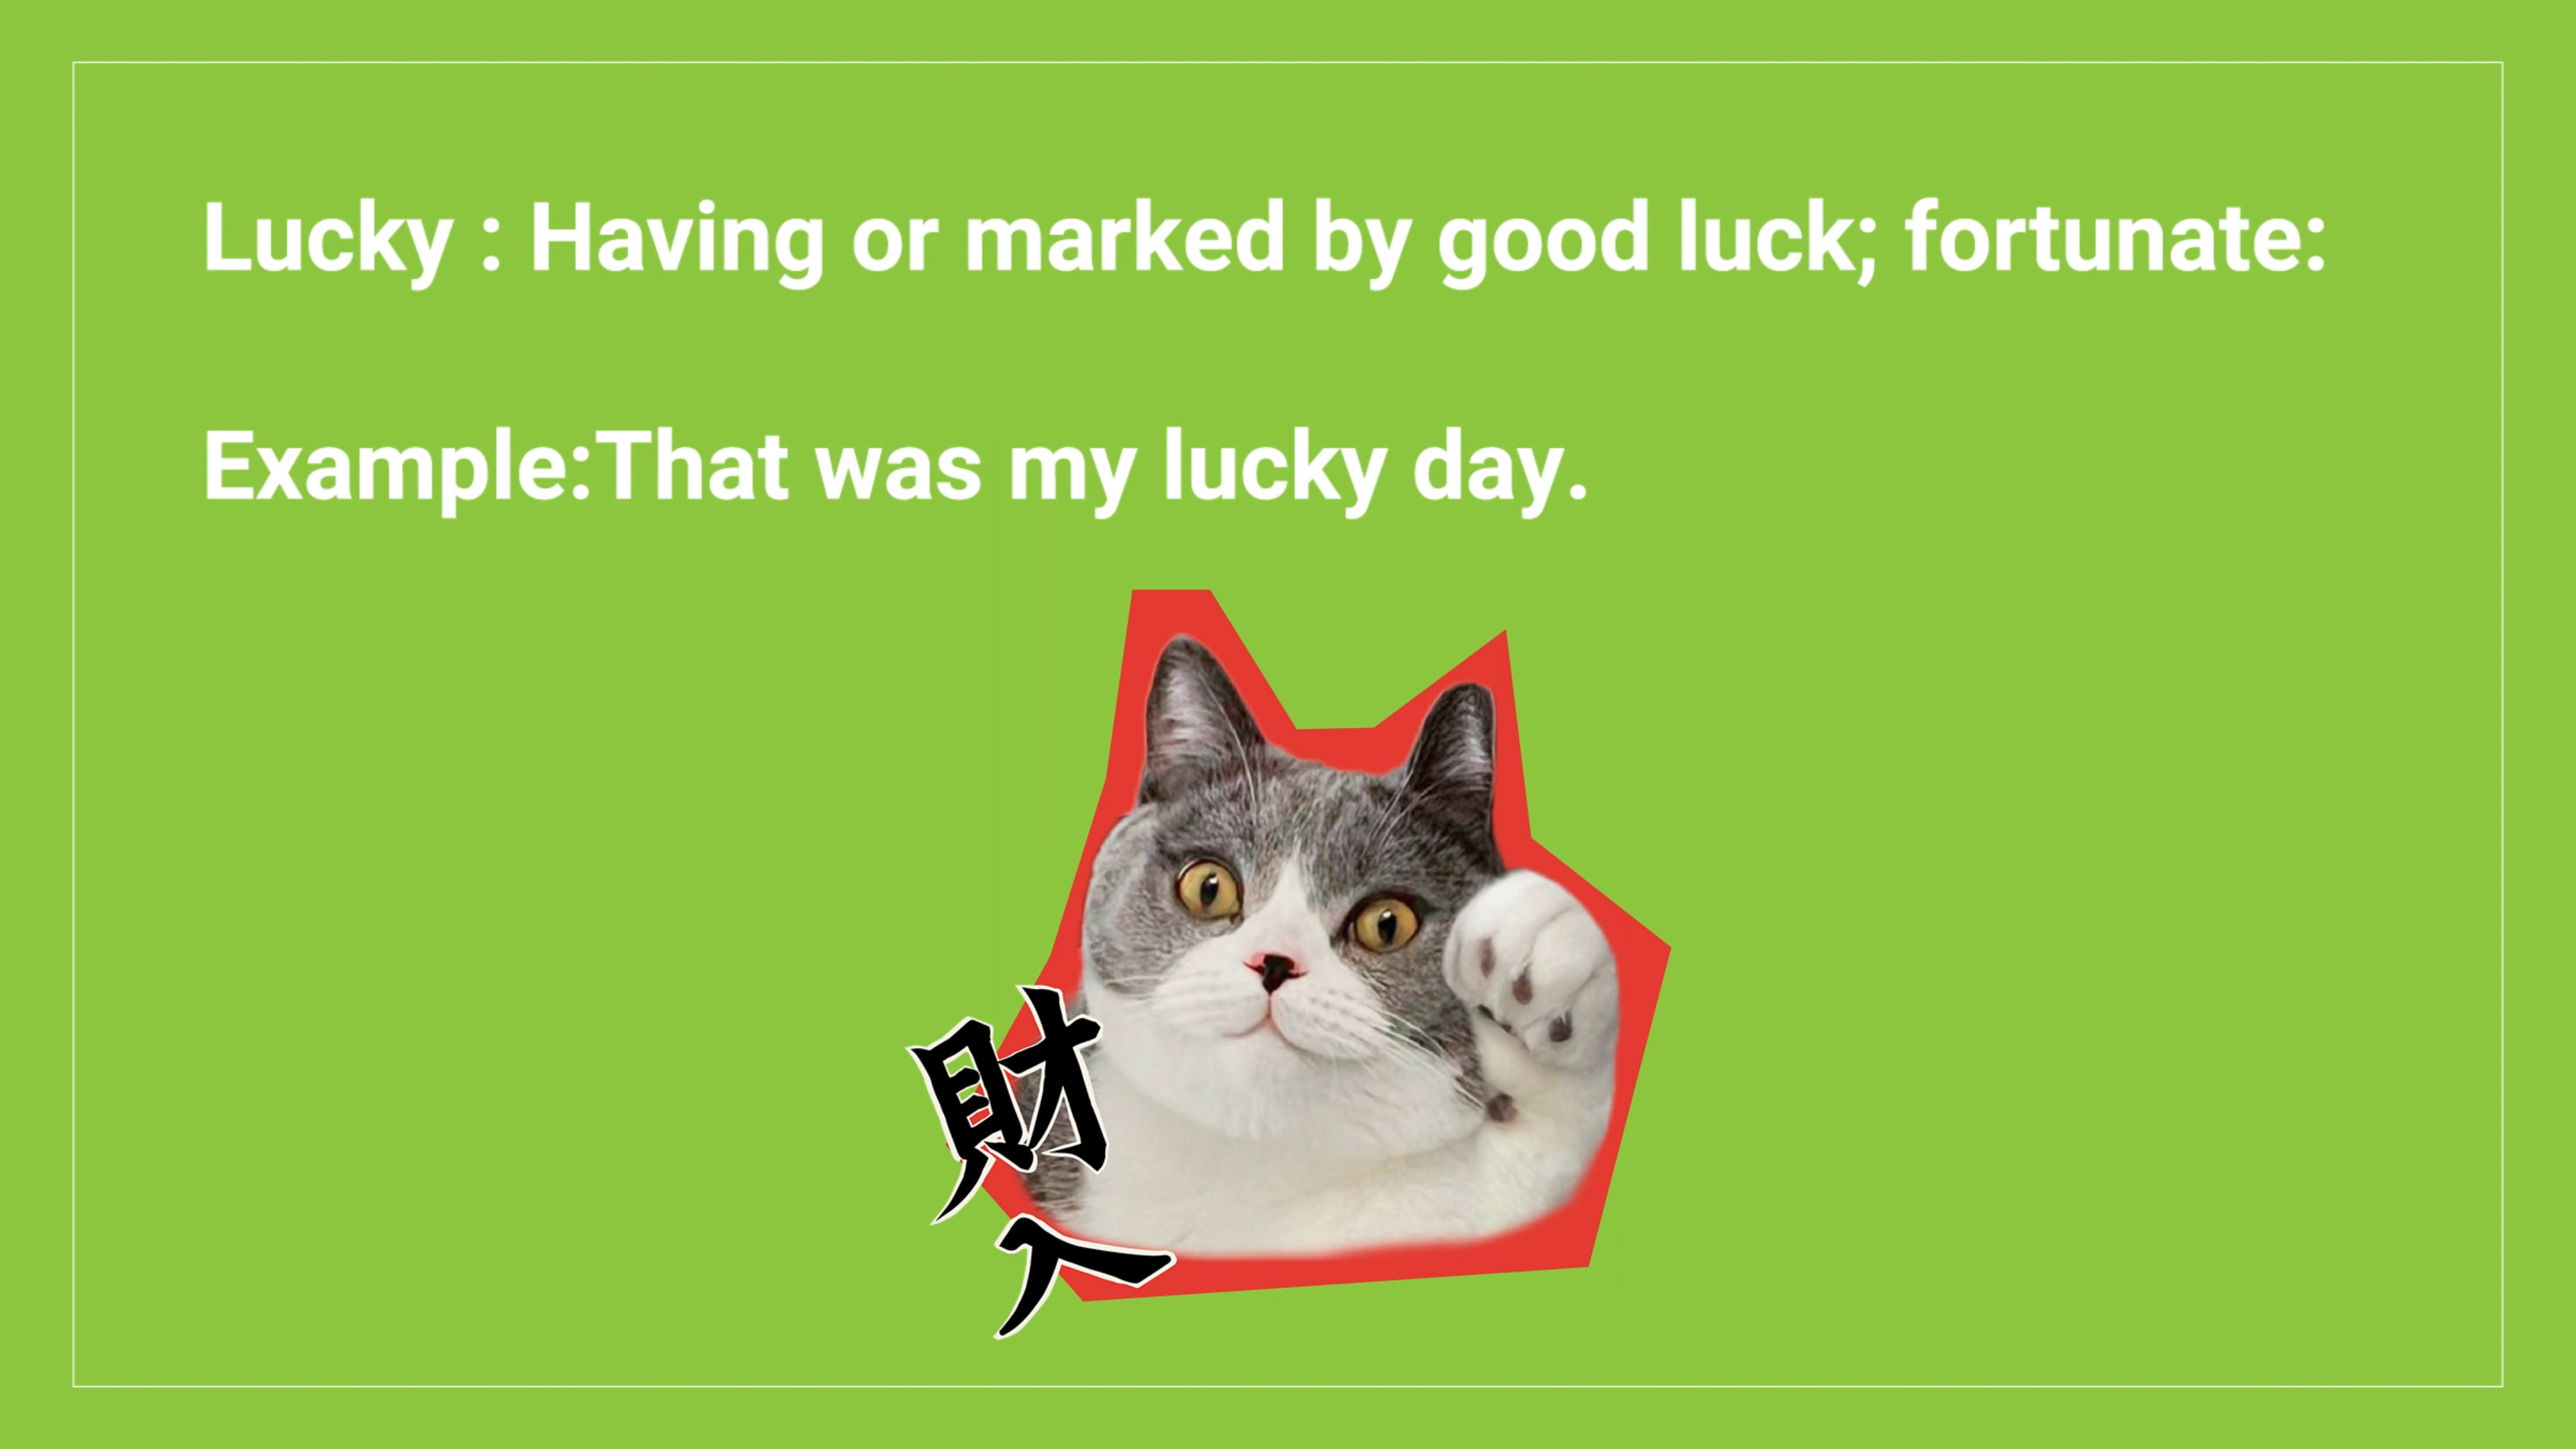 Lucky : Having or marked by good luck; fortunate:
Example:That was my lucky day.
財
入